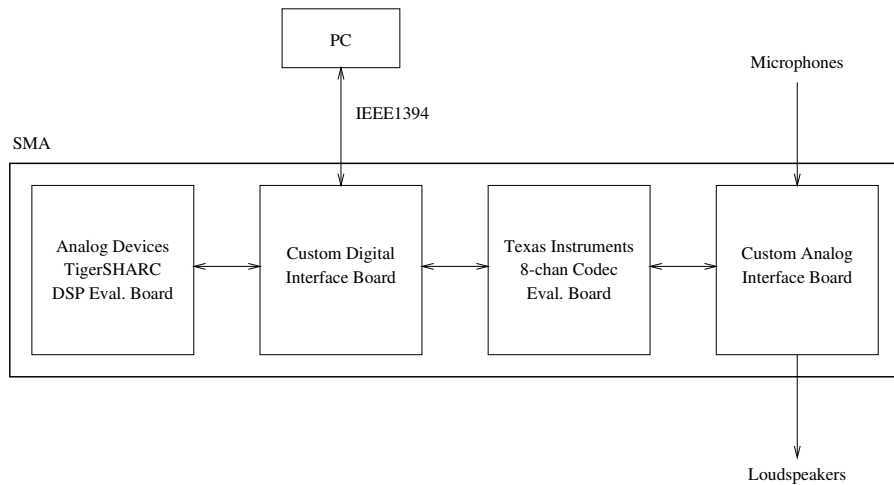 PC
Microphones
IEEE1394
SMA
Analog Devices
TigerSHARC
DSP Eval. Board
Custom Digital
Interface Board
Texas Instruments
8-chan Codec
Eval. Board
Custom Analog
Interface Board
Loudspeakers